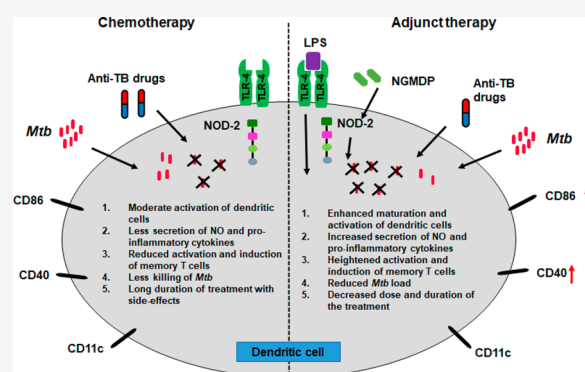 Chemotherapy
Adjunct therapy
LPS
TLR-4
TLR-4
TLR-4
TLR-4
NGMDP
Anti-TB drugs
Anti-TB
drugs
NOD-2
NOD-2
Mtb
Mtb
CD86
CD86
CD40
CD40
CD11c
CD11c
1. Moderate activation of dendritic
cells
2. Less secretion of NO and pro-
inflammatory cytokines
3. Reduced activation and induction
of memory T cells
4. Less killing of Mtb
5. Long duration of treatment with
side-effects
1. Enhanced maturation and
activation of dendritic cells
2. Increased secretion of NO and
pro-inflammatory cytokines
3. Heightened activation and
induction of memory T cells
4. Reduced Mtb load
5. Decreased dose and duration of
the treatment
Dendritic cell